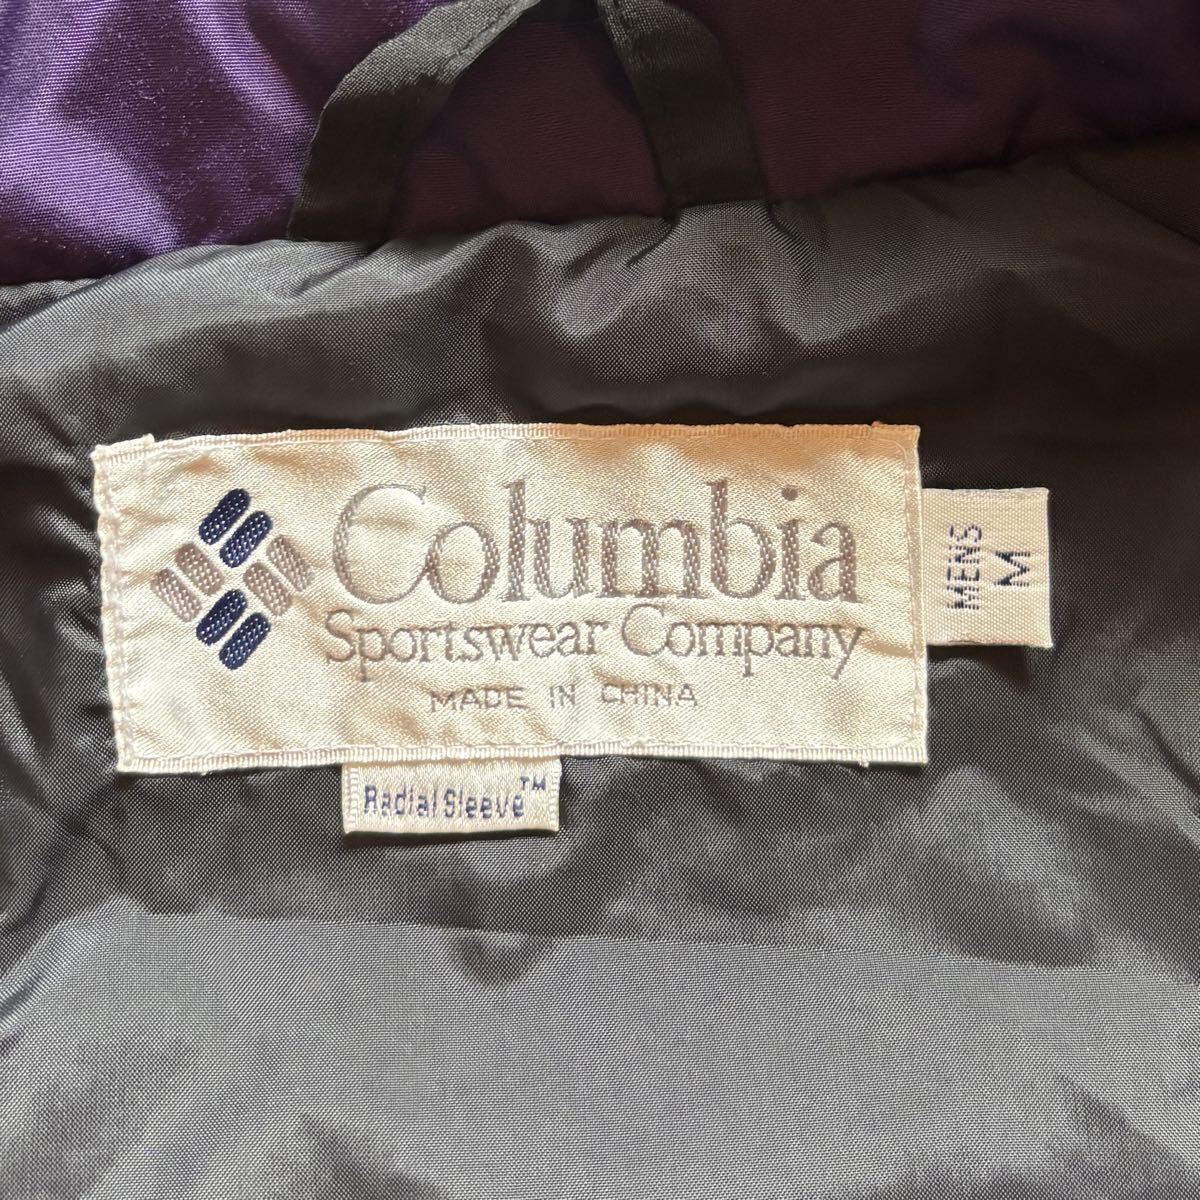 Columbia
Sportswear Company
MADE IN CHINA
Radial Sleeve™
MENS
M